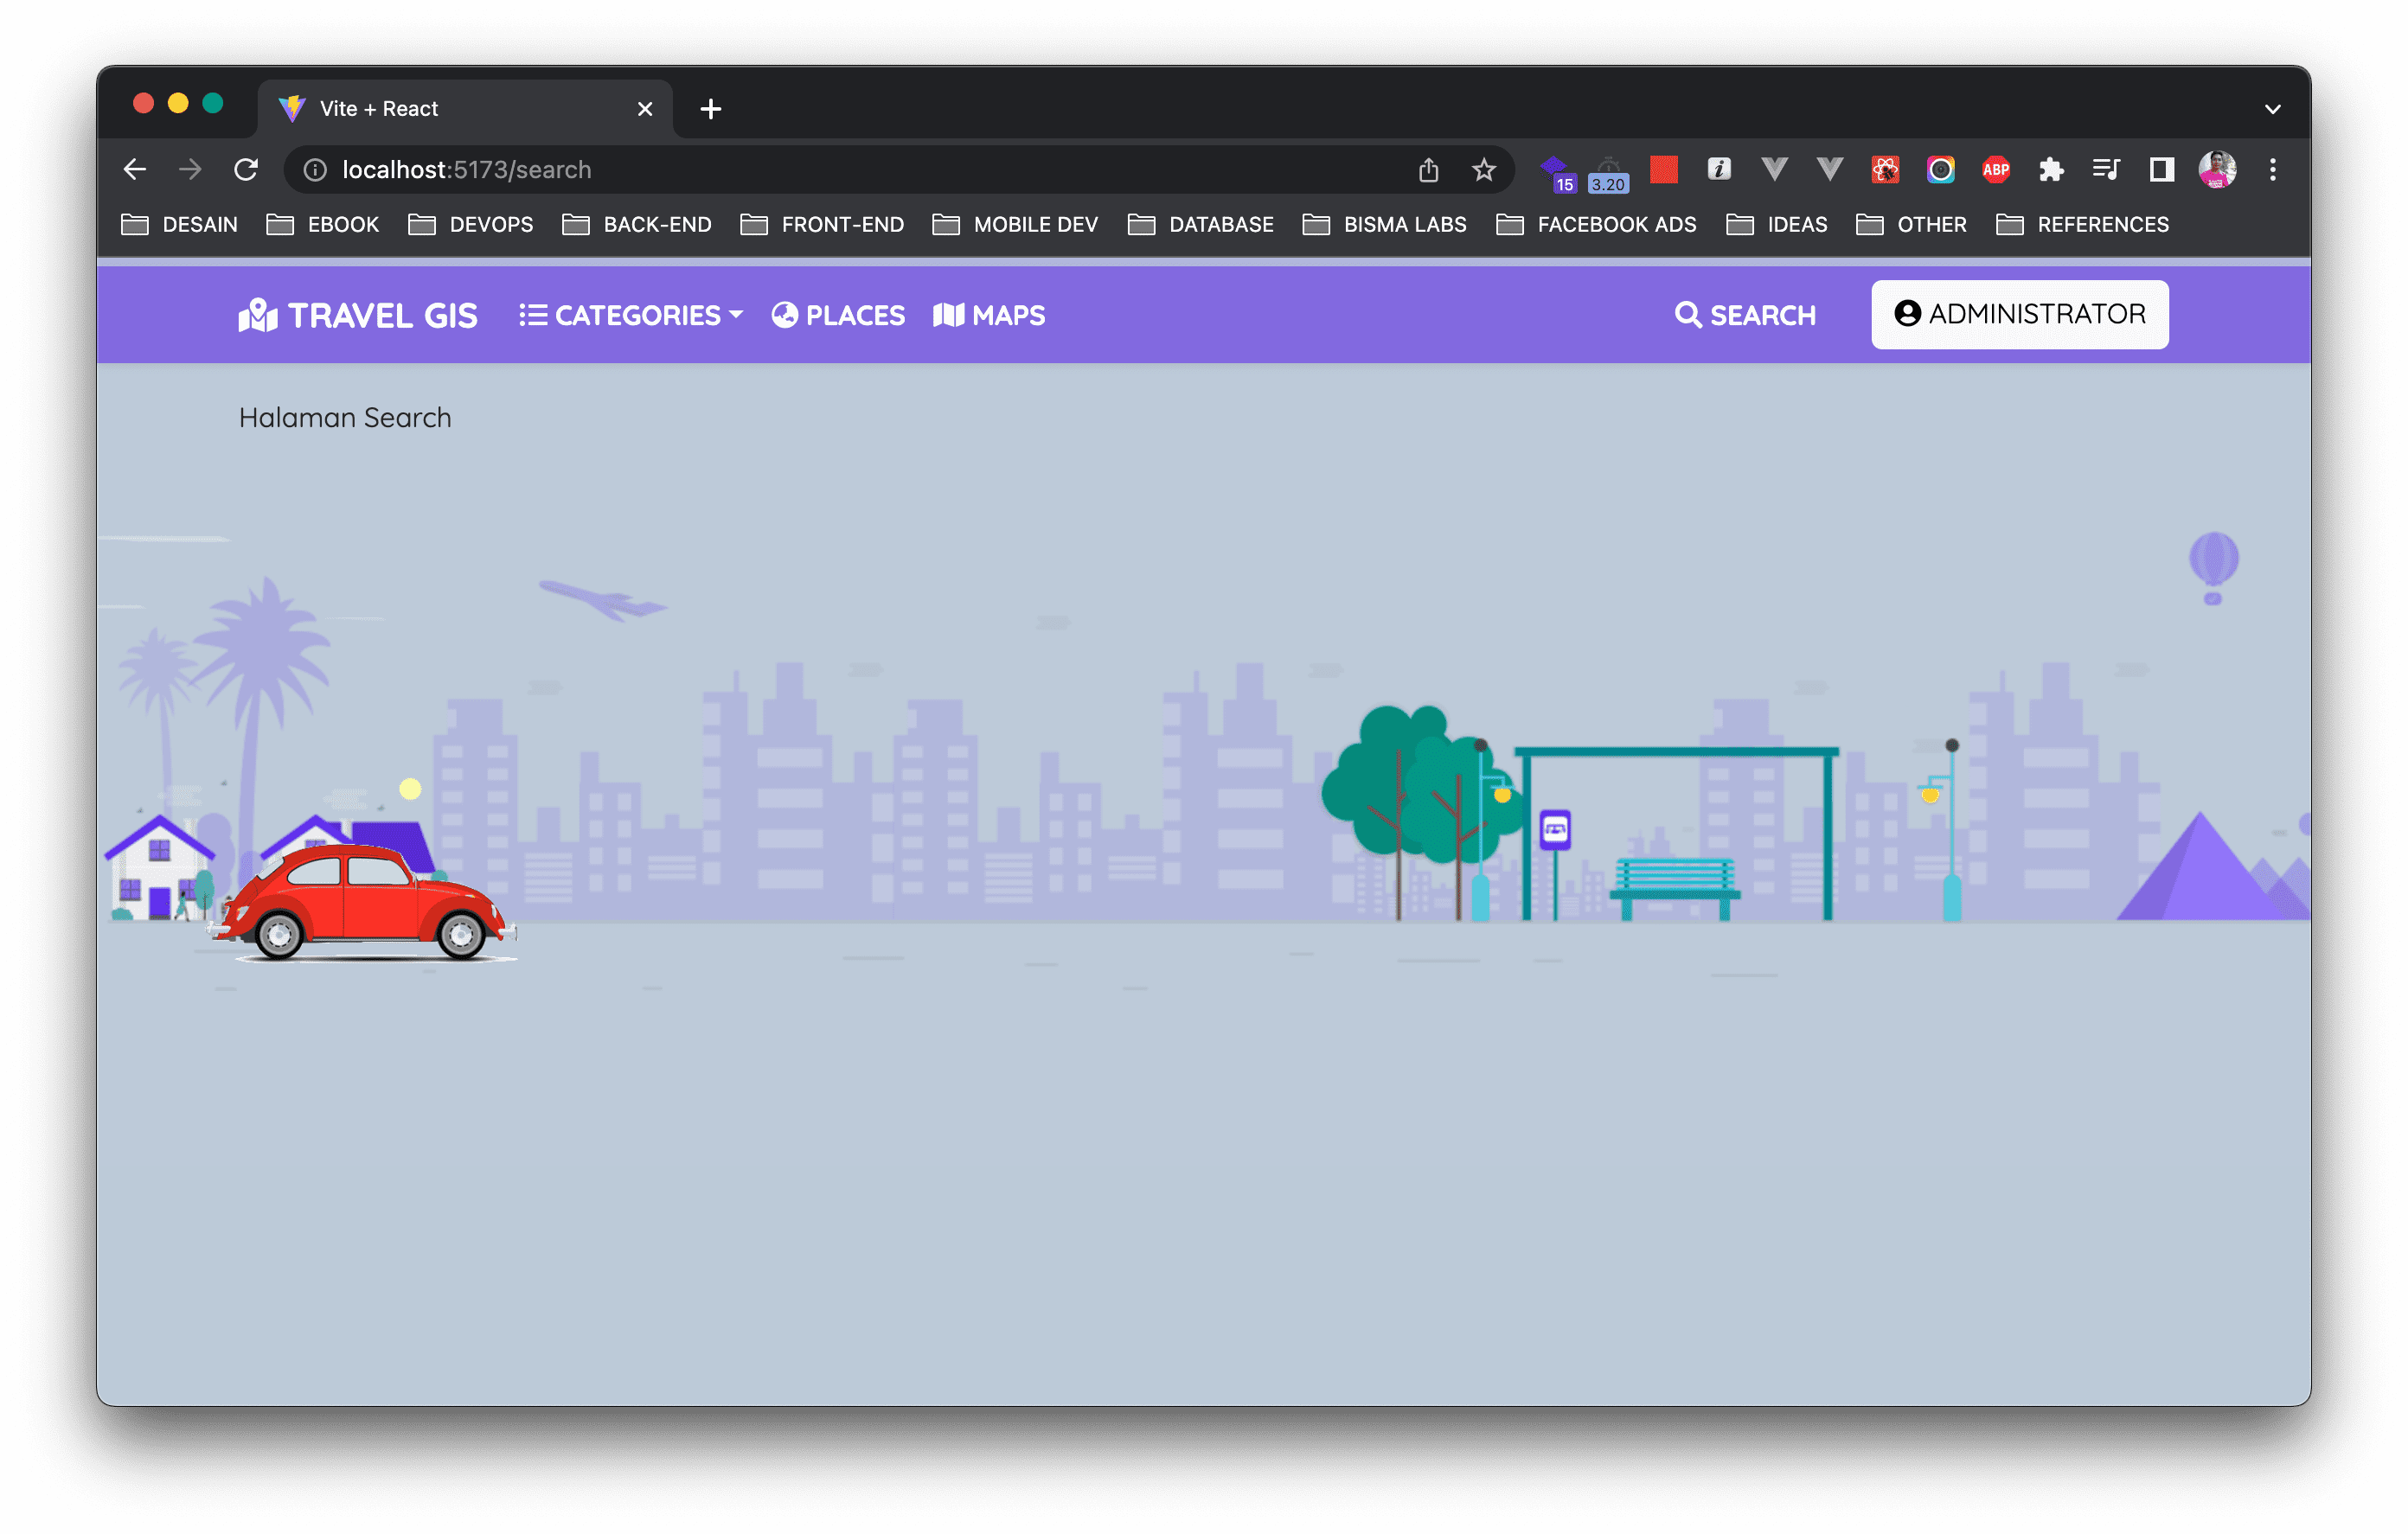 Vite + React
localhost:5173/search
15
3.20
i
ABP
DESAIN EBOOK DEVOPS BACK-END FRONT-END MOBILE DEV DATABASE BISMA LABS FACEBOOK ADS IDEAS OTHER REFERENCES
TRAVEL GIS CATEGORIES PLACES MAPS SEARCH ADMINISTRATOR
Halaman Search